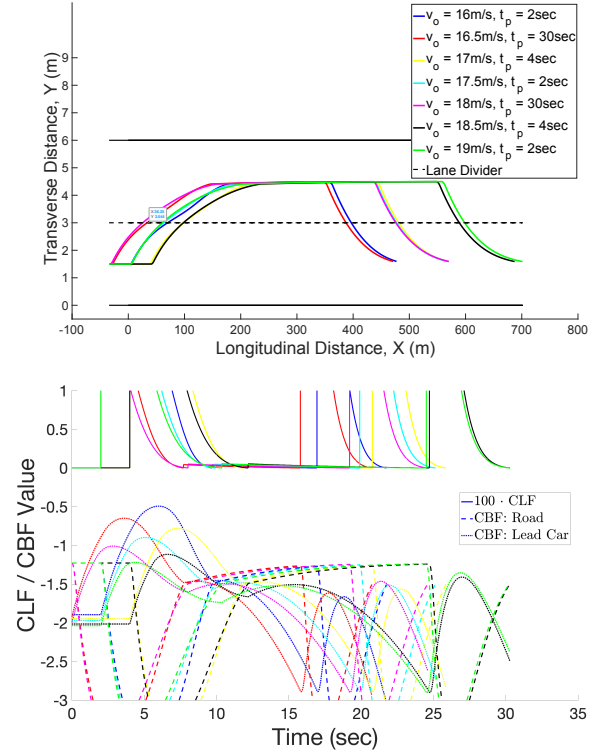 v_o = 16m/s, t_p = 2sec
v_o = 16.5m/s, t_p = 30sec
v_o = 17m/s, t_p = 4sec
v_o = 17.5m/s, t_p = 2sec
v_o = 18m/s, t_p = 30sec
v_o = 18.5m/s, t_p = 4sec
v_o = 19m/s, t_p = 2sec
Lane Divider
Transverse Distance, Y (m)
9
8
7
6
5
4
3
2
1
0
-100 0 100 200 300 400 500 600 700 800
Longitudinal Distance, X (m)
CLF / CBF Value
1
0.5
0
-0.5
-1
-1.5
-2
-2.5
-3
100 · CLF
CBF: Road
CBF: Lead Car
0 5 10 15 20 25 30 35
Time (sec)